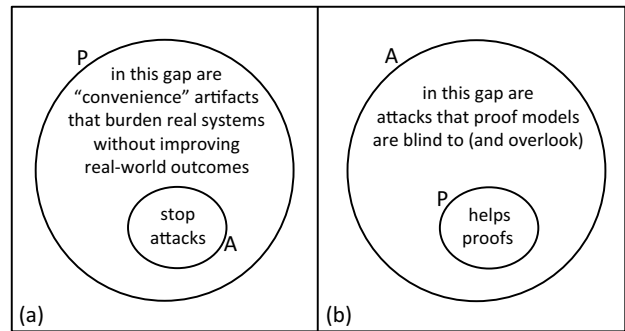 P
in this gap are
“convenience” artifacts
that burden real systems
without improving
real-world outcomes
stop
attacks
A
(a)
A
in this gap are
attacks that proof models
are blind to (and overlook)
P
helps
proofs
(b)